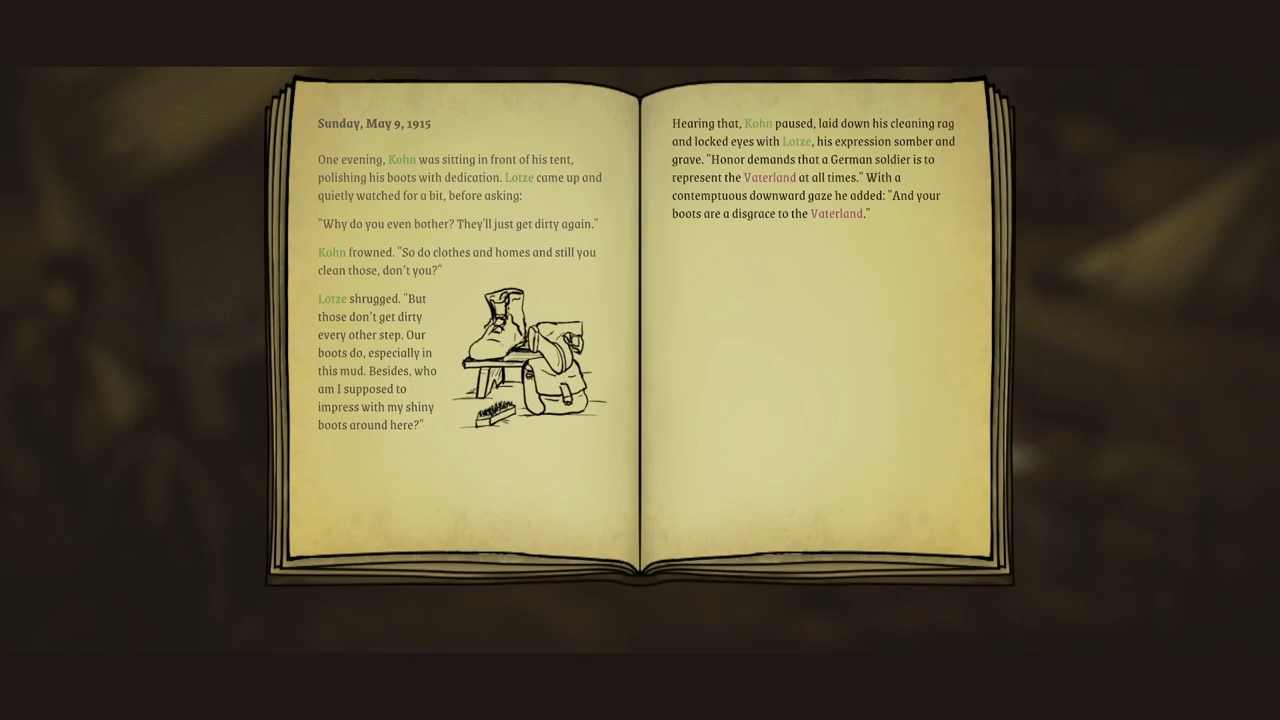 Sunday, May 9, 1915
One evening, Kohn was sitting in front of his tent,
polishing his boots with dedication. Lotze came up and
quietly watched for a bit, before asking:
"Why do you even bother? They'll just get dirty again."
Kohn frowned. "So do clothes and homes and still you
clean those, don't you?"
Lotze shrugged. "But
those don't get dirty
every other step. Our
boots do, especially in
this mud. Besides, who
am I supposed to
impress with my shiny
boots around here?"
Hearing that, Kohn paused, laid down his cleaning rag
and locked eyes with Lotze, his expression somber and
grave. "Honor demands that a German soldier is to
represent the Vaterland at all times." With a
contemptuous downward gaze he added: "And your
boots are a disgrace to the Vaterland."